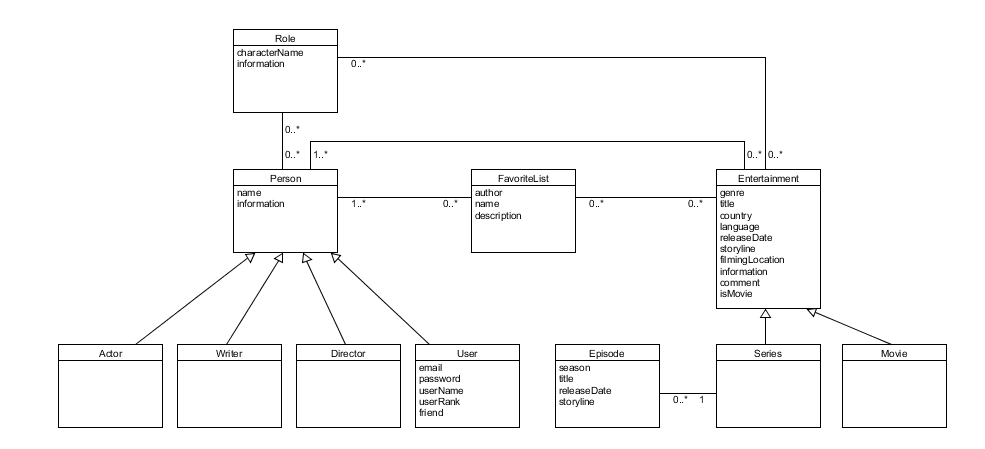 Role
characterName
information
0..*
0..*
0..*
1..*
0..*
0..*
Person
name
information
1..*
0..*
FavoriteList
author
name
description
0..*
0..*
Entertainment
genre
title
country
language
releaseDate
storyline
filmingLocation
information
comment
isMovie
Actor
Writer
Director
User
email
password
userName
userRank
friend
Episode
season
title
releaseDate
storyline
0..*
1
Series
Movie